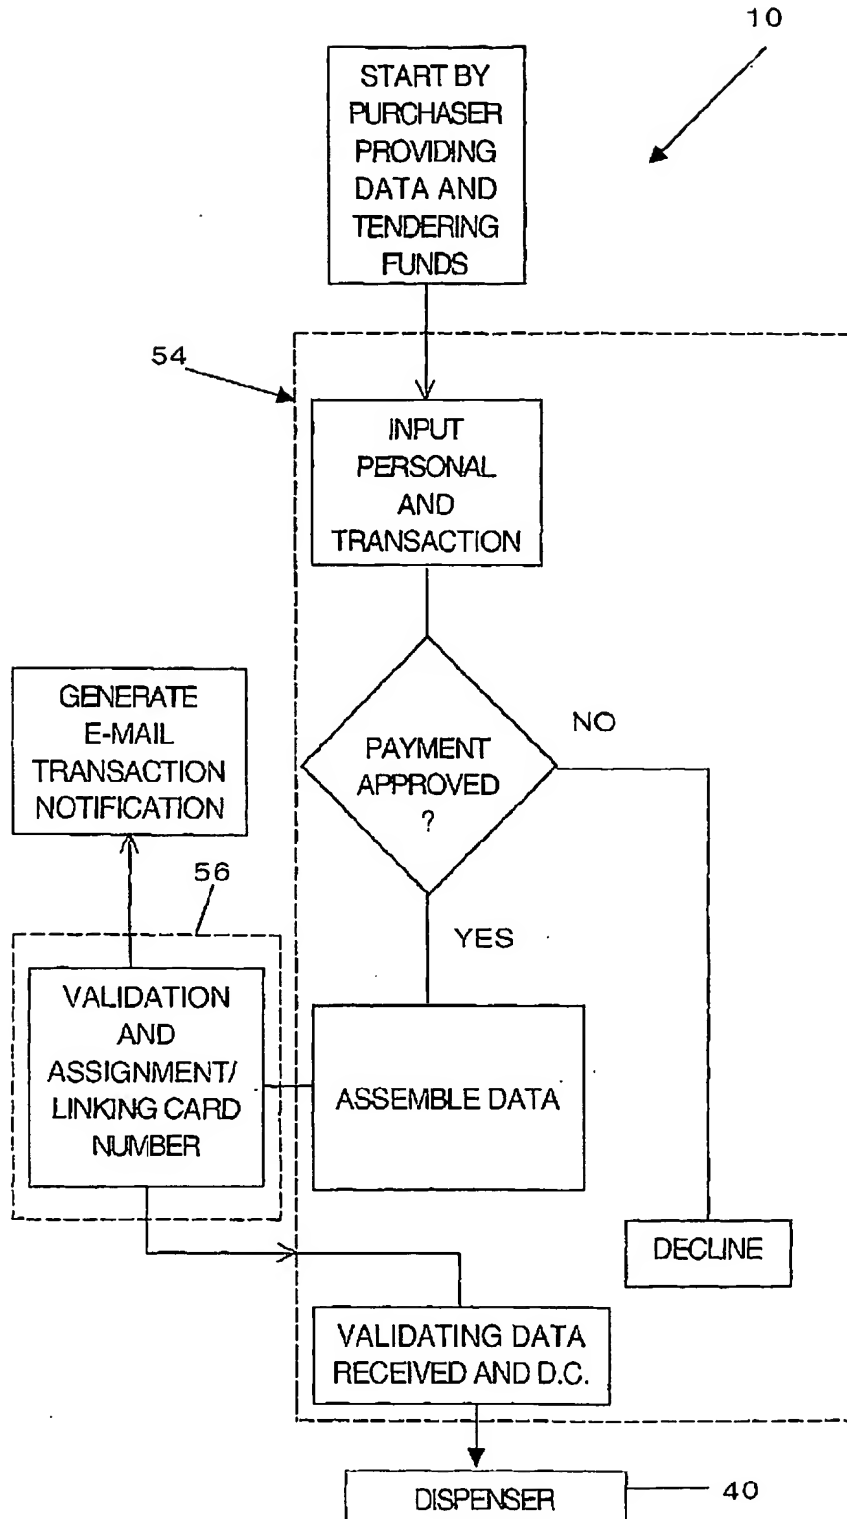 10
START BY
PURCHASER
PROVIDING
DATA AND
TENDERING
FUNDS
54
INPUT
PERSONAL
AND
TRANSACTION
GENERATE
E-MAIL
TRANSACTION
NOTIFICATION
PAYMENT
APPROVED
?
NO
56
YES
VALIDATION
AND
ASSIGNMENT/
LINKING CARD
NUMBER
ASSEMBLE DATA
DECLINE
VALIDATING DATA
RECEIVED AND D.C.
DISPENSER
40